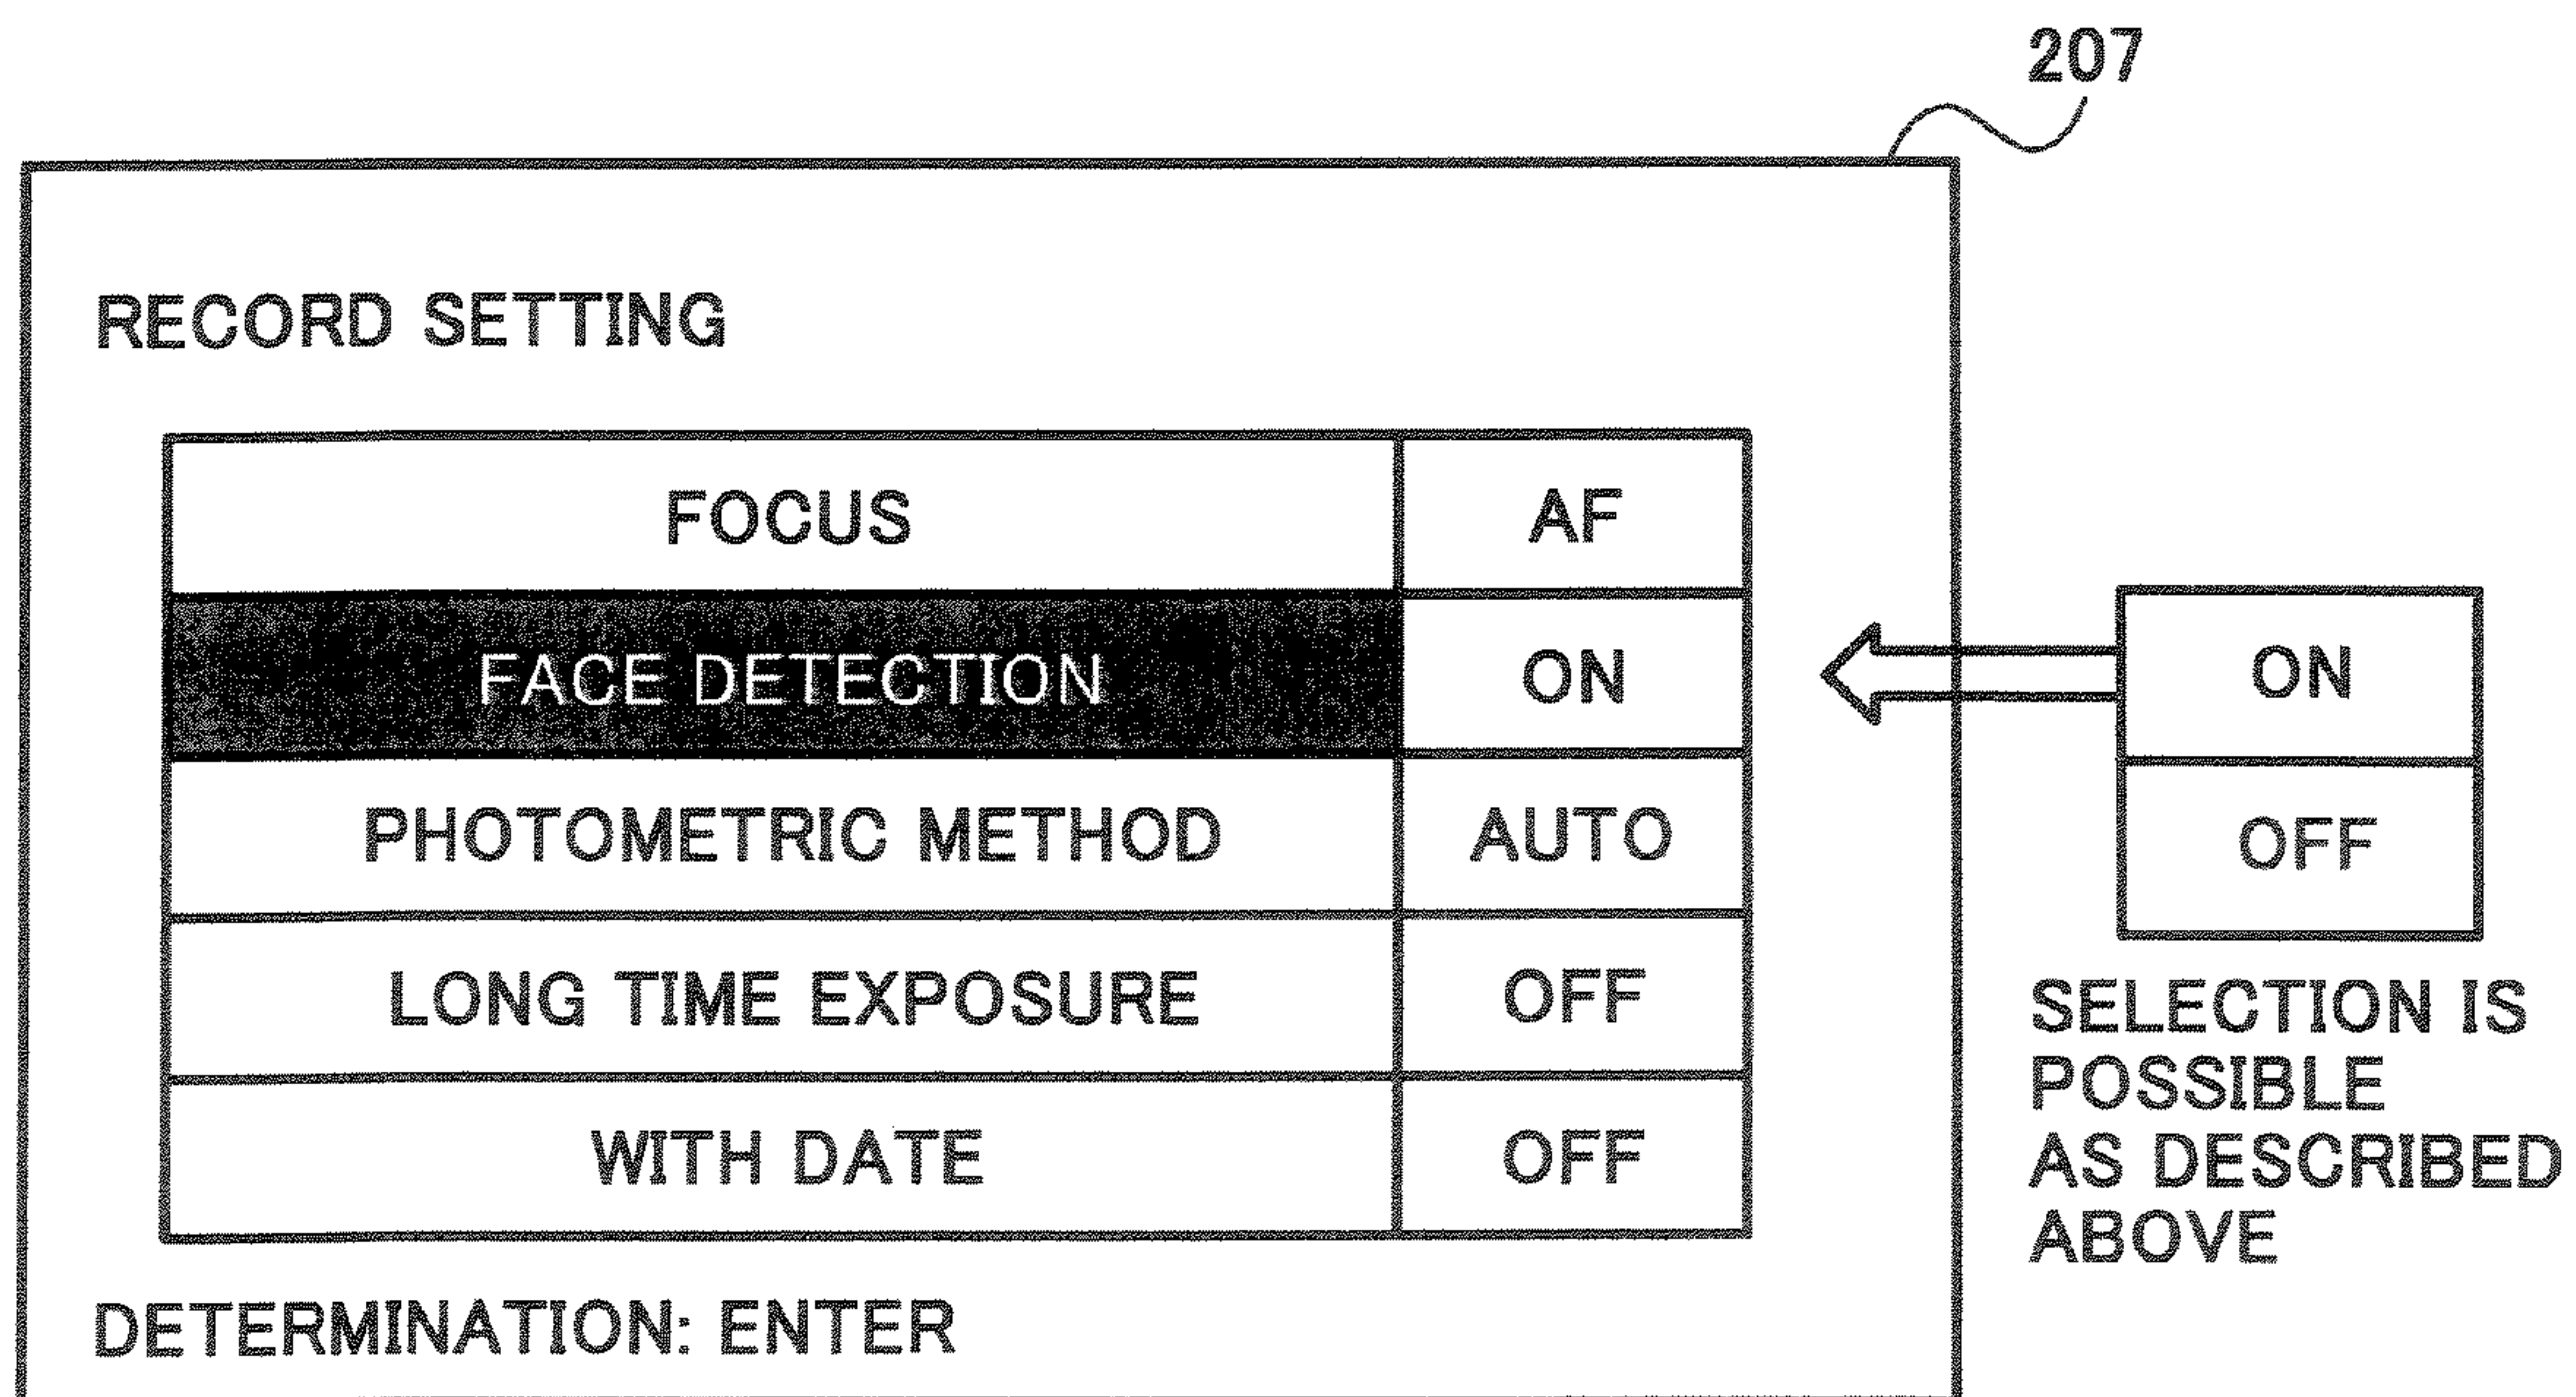 207
RECORD SETTING
FOCUS AF
FACE DETECTION ON
PHOTOMETRIC METHOD AUTO
LONG TIME EXPOSURE OFF
WITH DATE OFF
DETERMINATION: ENTER
ON
OFF
SELECTION IS
POSSIBLE
AS DESCRIBED
ABOVE